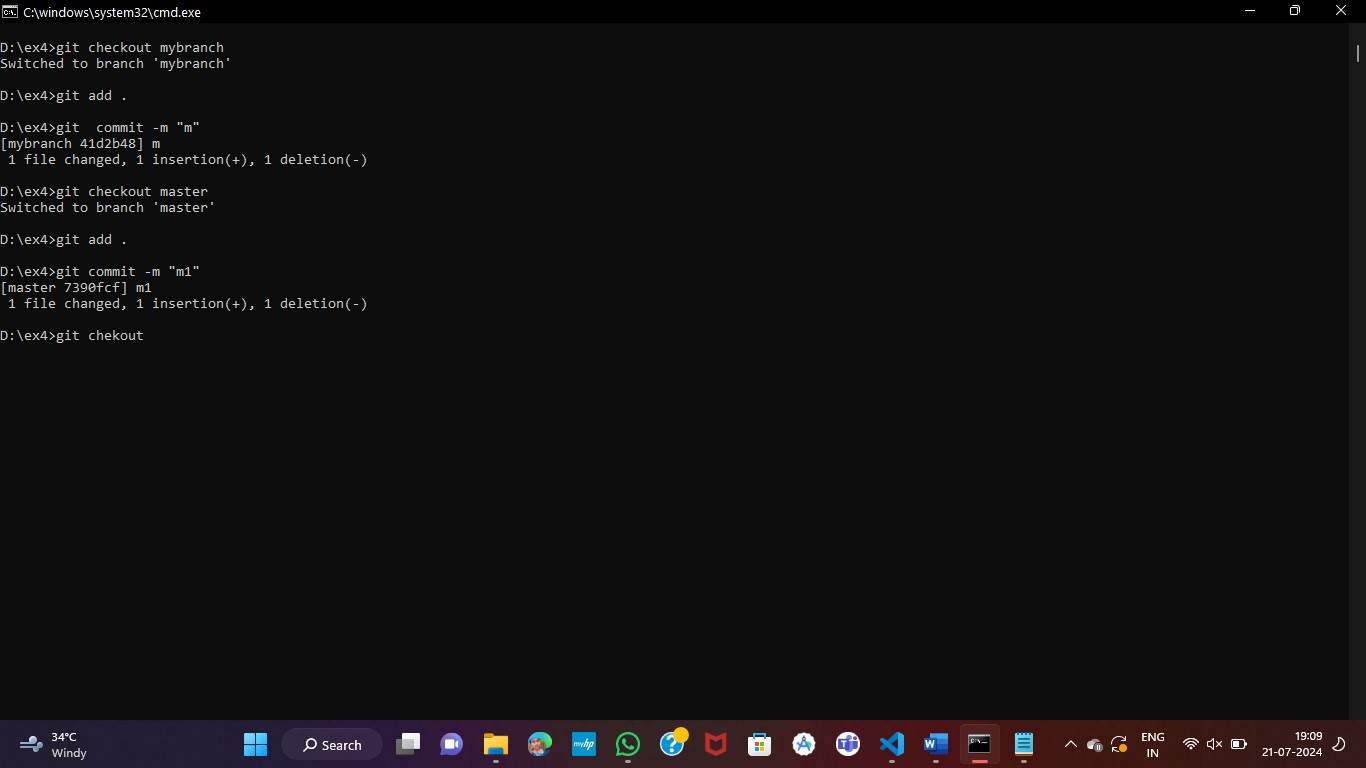 C:\windows\system32\cmd.exe
D:\ex4>git checkout mybranch
Switched to branch 'mybranch'
D:\ex4>git add .
D:\ex4>git  commit -m "m"
[mybranch 41d2b48] m
 1 file changed, 1 insertion(+), 1 deletion(-)
D:\ex4>git checkout master
Switched to branch 'master'
D:\ex4>git add .
D:\ex4>git commit -m "m1"
[master 7390fcf] m1
 1 file changed, 1 insertion(+), 1 deletion(-)
D:\ex4>git chekout
34°C
Windy
Search
myhp
ENG
IN
19:09
21-07-2024